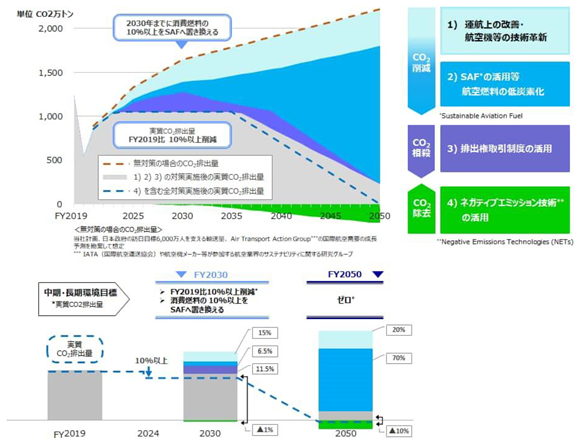 単位 CO2万トン
2030年までに消費燃料の
10%以上をSAFへ置き換える
2,000
1,500
1,000
500
0
実質CO₂排出量
FY2019比 10%以上削減
無対策の場合のCO₂排出量
1) 2) 3) の対策実施後の実質CO₂排出量
4) を含む全対策実施後の実質CO₂排出量
FY2019
2025
2030
2035
2040
2045
2050
CO₂
削減
1) 運航上の改善・
航空機等の技術革新
2) SAF*の活用等
航空燃料の低炭素化
*Sustainable Aviation Fuel
CO₂
相殺
3) 排出権取引制度の活用
CO₂
除去
4) ネガティブエミッション技術**
の活用
**Negative Emissions Technologies (NETs)
<無対策の場合のCO₂排出量>
当社計画、日本政府の訪日目標6,000万人を支える輸送量、Air Transport Action Group***の国際航空需要の成長
予測を勘案して想定
*** IATA（国際航空運送協会）や航空機メーカー等が参加する航空業界のサステナビリティに関する研究グループ
中期・長期環境目標
*実質CO2排出量
FY2030
FY2019比10%以上削減*
消費燃料の 10%以上を
SAFへ置き換える
FY2050
ゼロ*
実質
CO₂排出量
10%以上
15%
6.5%
11.5%
▲1%
20%
70%
▲10%
FY2019
2024
2030
2050